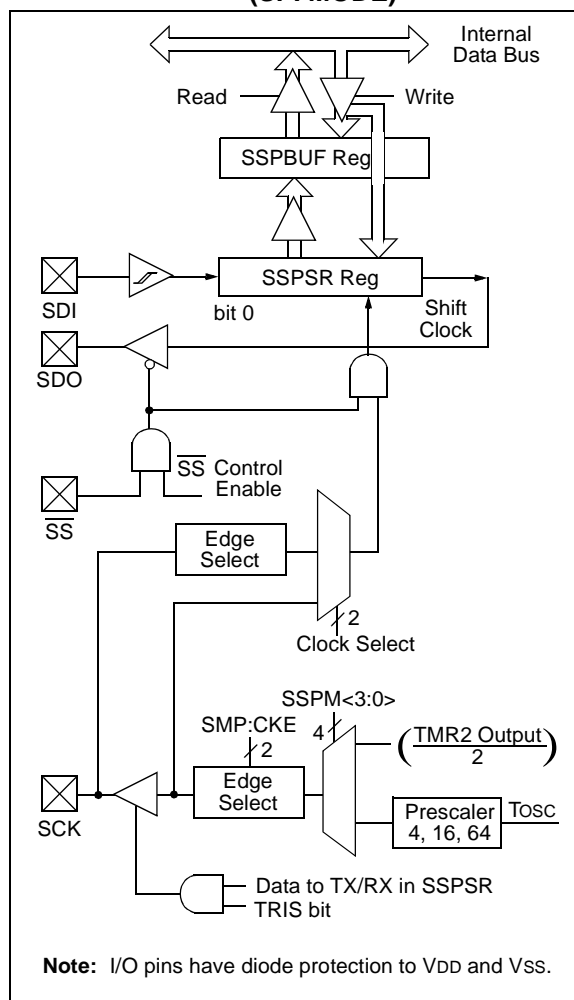 (SPI MODE)
Internal
Data Bus
Read
Write
SSPBUF Reg
SSPSR Reg
SDI
bit 0
Shift
Clock
SDO
SS Control
Enable
SS
Edge
Select
2
Clock Select
SSPM<3:0>
SMP:CKE
4
2
(TMR2 Output
2)
Edge
Select
SCK
Prescaler
4, 16, 64
TOSC
Data to TX/RX in SSPSR
TRIS bit
Note: I/O pins have diode protection to VDD and VSS.